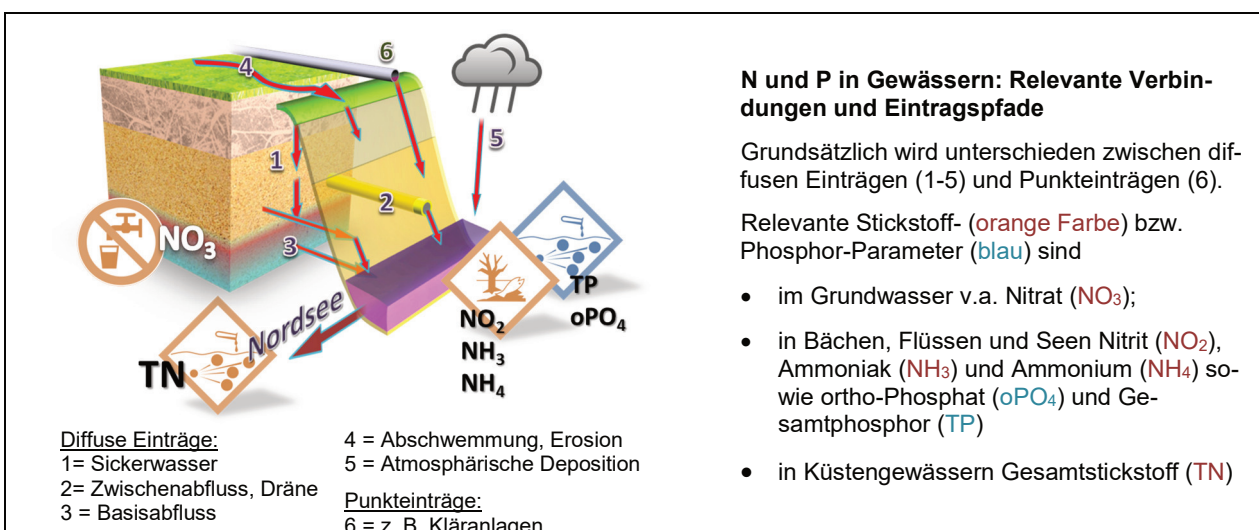 6
4
5
1
2
3
NO3
Nordsee
TP
oPO4
NO2
NH3
NH4
TN
Diffuse Einträge:
1= Sickerwasser
2= Zwischenabfluss, Dräne
3 = Basisabfluss
4 = Abschwemmung, Erosion
5 = Atmosphärische Deposition
Punkteinträge:
6 = z. B. Kläranlagen
N und P in Gewässern: Relevante Verbin-
dungen und Eintragspfade
Grundsätzlich wird unterschieden zwischen dif-
fusen Einträgen (1-5) und Punkteinträgen (6).
Relevante Stickstoff- (orange Farbe) bzw.
Phosphor-Parameter (blau) sind
• im Grundwasser v.a. Nitrat (NO3);
• in Bächen, Flüssen und Seen Nitrit (NO2),
Ammoniak (NH3) und Ammonium (NH4) so-
wie ortho-Phosphat (oPO4) und Ge-
samtphosphor (TP)
• in Küstengewässern Gesamtstickstoff (TN)